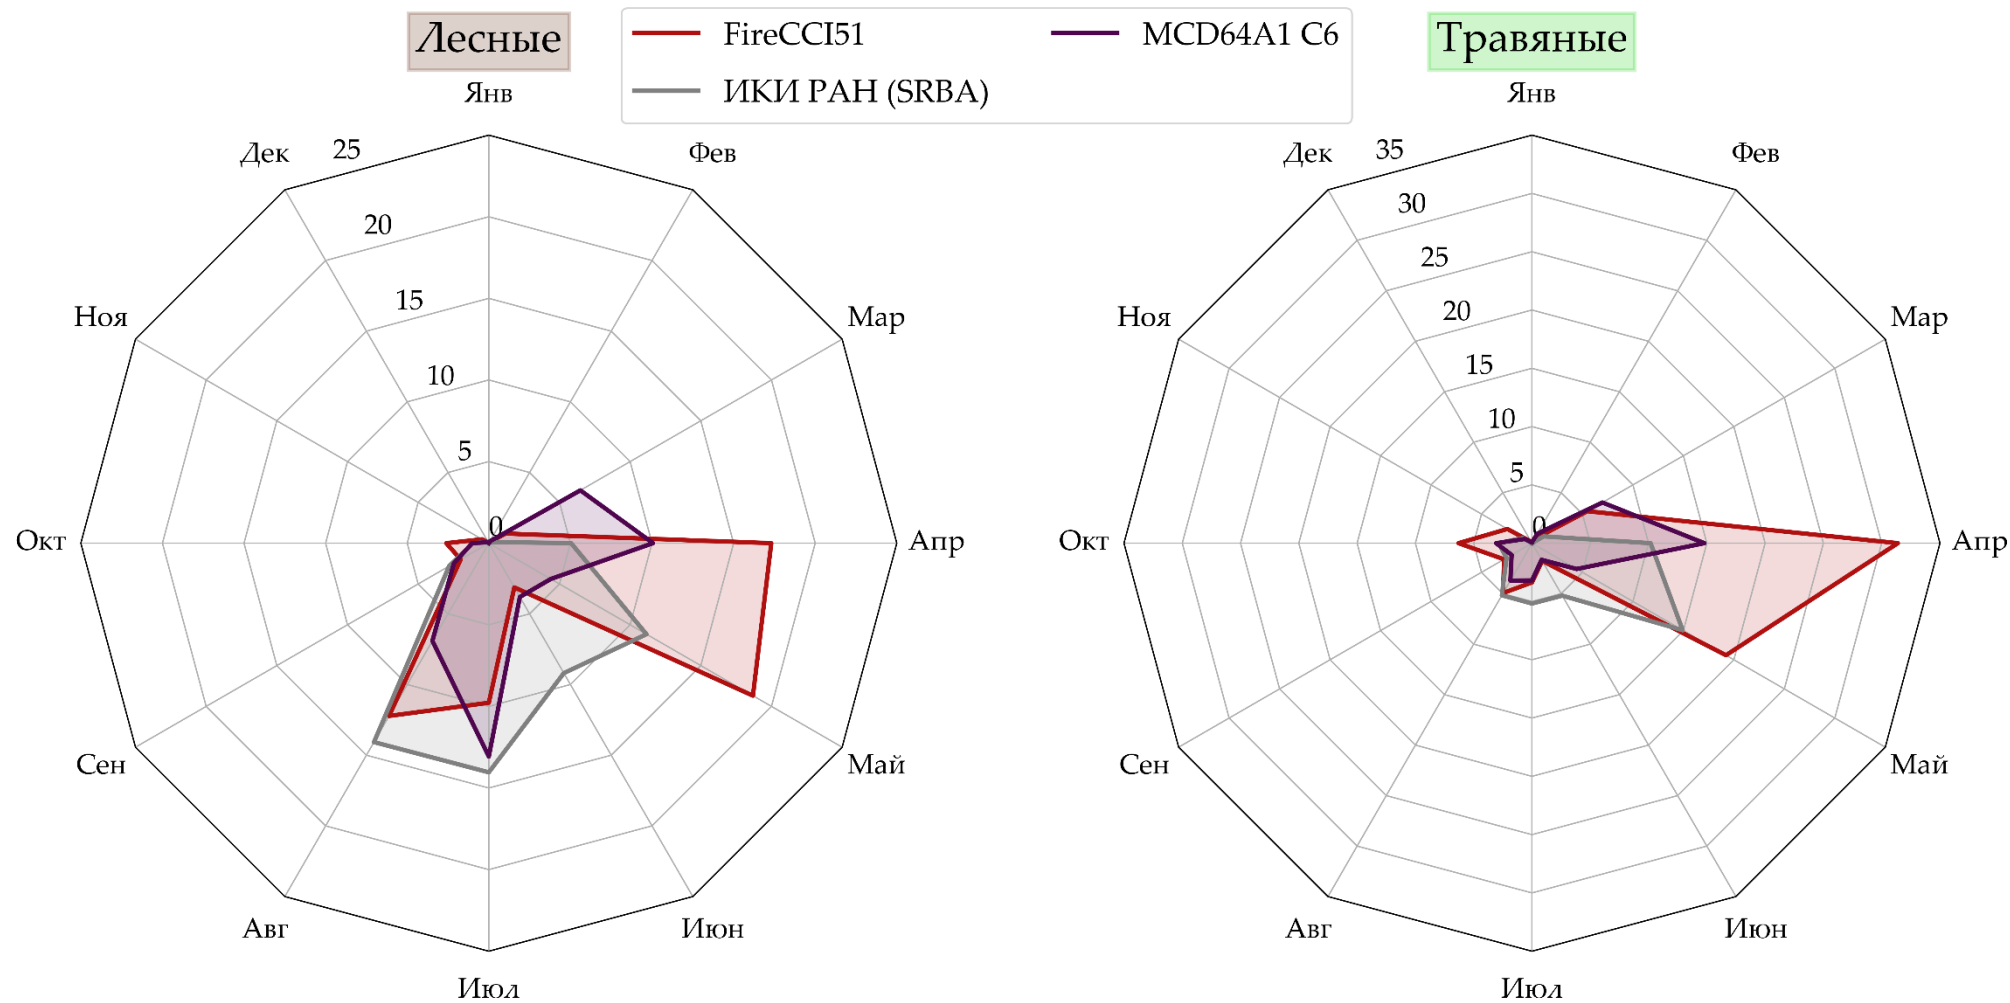 Лесные
FireCCI51
MCD64A1 C6
ИКИ РАН (SRBA)
Травяные
Янв
Фев
Мар
Апр
Май
Июн
Июл
Авг
Сен
Окт
Ноя
Дек
25
20
15
10
5
0
Янв
Фев
Мар
Апр
Май
Июн
Июл
Авг
Сен
Окт
Ноя
Дек
35
30
25
20
15
10
5
0